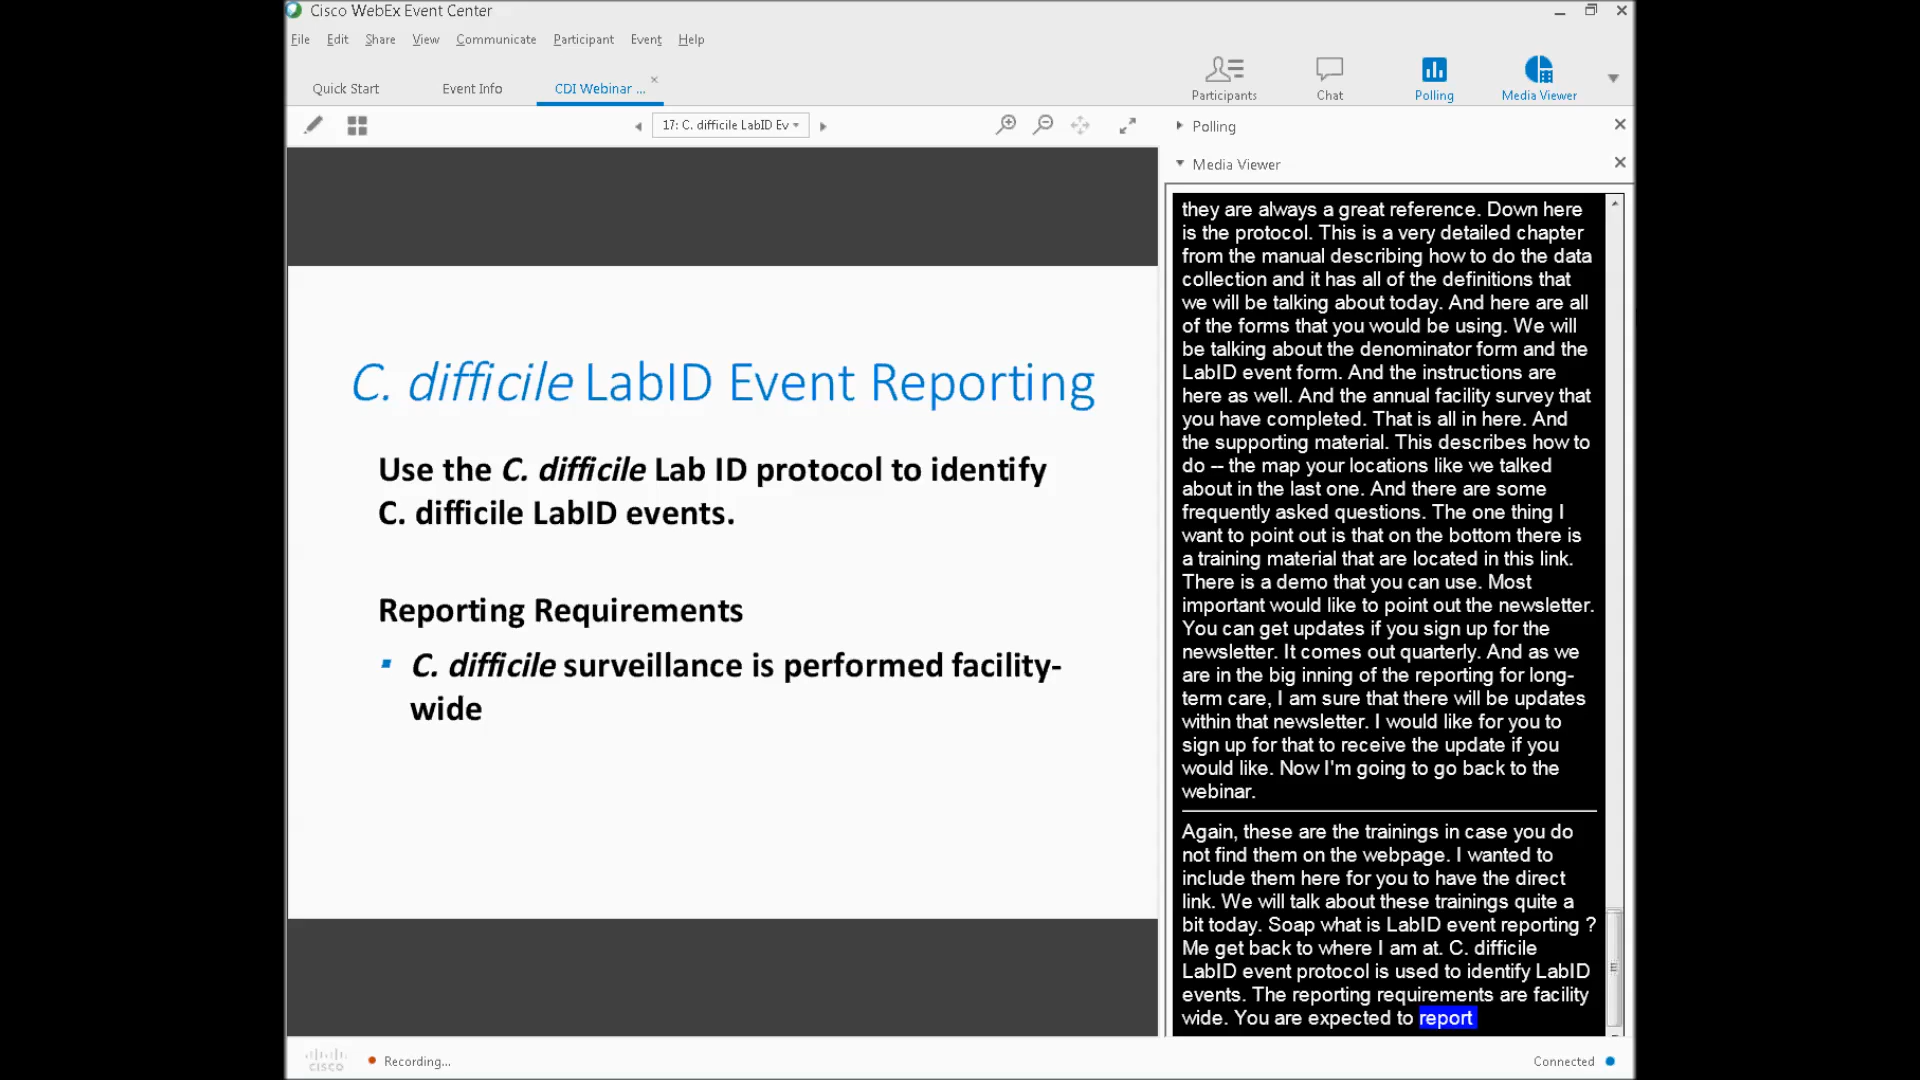 Cisco WebEx Event Center
File Edit Share View Communicate Participant Event Help
Quick Start Event Info CDI Webinar ...
Participants Chat Polling Media Viewer
17: C. difficile LabID Ev
C. difficile LabID Event Reporting
Use the C. difficile Lab ID protocol to identify
C. difficile LabID events.
Reporting Requirements
C. difficile surveillance is performed facility-
wide
Polling
Media Viewer
they are always a great reference. Down here
is the protocol. This is a very detailed chapter
from the manual describing how to do the data
collection and it has all of the definitions that
we will be talking about today. And here are all
of the forms that you would be using. We will
be talking about the denominator form and the
LabID event form. And the instructions are
here as well. And the annual facility survey that
you have completed. That is all in here. And
the supporting material. This describes how to
do -- the map your locations like we talked
about in the last one. And there are some
frequently asked questions. The one thing I
want to point out is that on the bottom there is
a training material that are located in this link.
There is a demo that you can use. Most
important would like to point out the newsletter.
You can get updates if you sign up for the
newsletter. It comes out quarterly. And as we
are in the big inning of the reporting for long-
term care, I am sure that there will be updates
within that newsletter. I would like for you to
sign up for that to receive the update if you
would like. Now I'm going to go back to the
webinar.
Again, these are the trainings in case you do
not find them on the webpage. I wanted to
include them here for you to have the direct
link. We will talk about these trainings quite a
bit today. Soap what is LabID event reporting ?
Me get back to where I am at. C. difficile
LabID event protocol is used to identify LabID
events. The reporting requirements are facility
wide. You are expected to report
cisco
Recording...
Connected